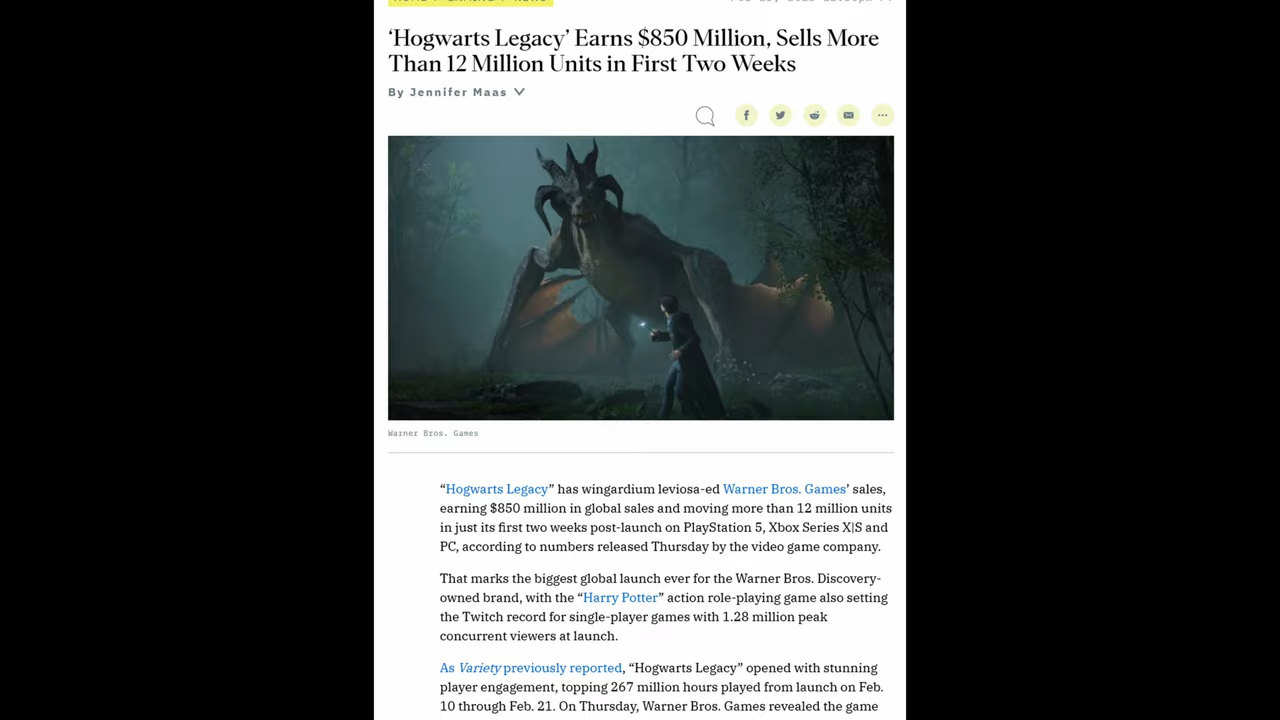 ‘Hogwarts Legacy’ Earns $850 Million, Sells More
Than 12 Million Units in First Two Weeks
By Jennifer Maas
Warner Bros. Games
“Hogwarts Legacy” has wingardium leviosa-ed Warner Bros. Games’ sales,
earning $850 million in global sales and moving more than 12 million units
in just its first two weeks post-launch on PlayStation 5, Xbox Series X|S and
PC, according to numbers released Thursday by the video game company.
That marks the biggest global launch ever for the Warner Bros. Discovery-
owned brand, with the “Harry Potter” action role-playing game also setting
the Twitch record for single-player games with 1.28 million peak
concurrent viewers at launch.
As Variety previously reported, “Hogwarts Legacy” opened with stunning
player engagement, topping 267 million hours played from launch on Feb.
10 through Feb. 21. On Thursday, Warner Bros. Games revealed the game